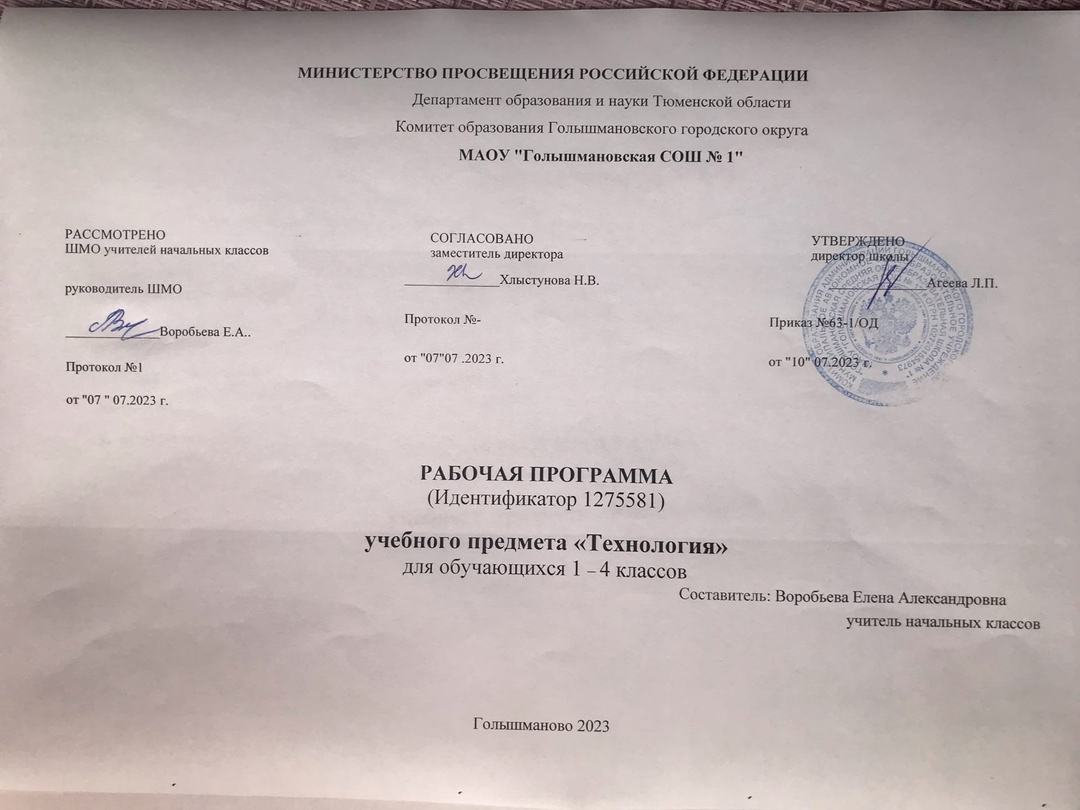 МИНИСТЕРСТВО ПРОСВЕЩЕНИЯ РОССИЙСКОЙ ФЕДЕРАЦИИ
Департамент образования и науки Тюменской области
Комитет образования Голышмановского городского округа
МАОУ "Голышмановская СОШ № 1"
РАССМОТРЕНО
ШМО учителей начальных классов
руководитель ШМО
______________Воробьева Е.А..
Протокол №1
от "07 " 07.2023 г.
СОГЛАСОВАНО
заместитель директора
______________Хлыстунова Н.В.
Протокол №-
от "07"07 .2023 г.
УТВЕРЖДЕНО
директор школы
______________Агеева Л.П.
Приказ №63-1/ОД
от "10" 07.2023 г.
РАБОЧАЯ ПРОГРАММА
(Идентификатор 1275581)
учебного предмета «Технология»
для обучающихся 1 – 4 классов
Составитель: Воробьева Елена Александровна
учитель начальных классов
Голышманово 2023